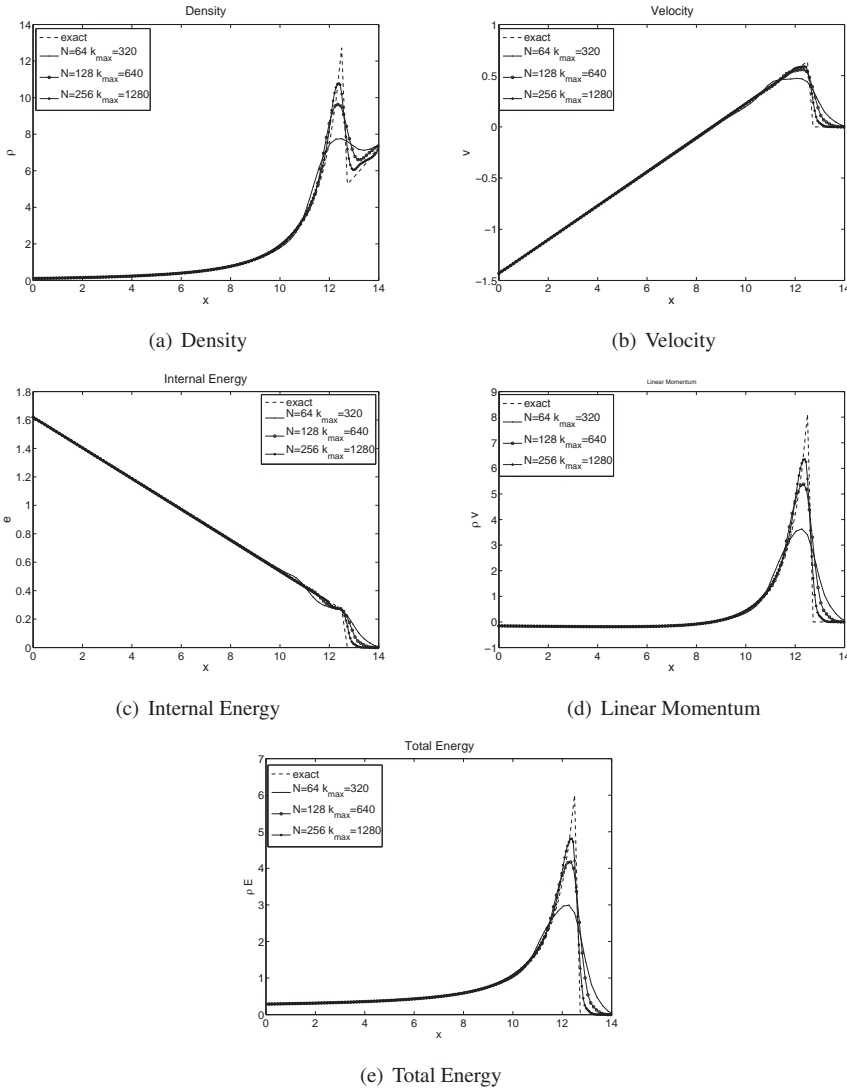 Density
14
12
10
8
6
4
2
0
ρ
exact
N=64 k_max=320
N=128 k_max=640
N=256 k_max=1280
0 2 4 6 8 10 12 14
x
(a) Density
Velocity
1
0.5
0
−0.5
−1
−1.5
v
exact
N=64 k_max=320
N=128 k_max=640
N=256 k_max=1280
0 2 4 6 8 10 12 14
x
(b) Velocity
Internal Energy
1.8
1.6
1.4
1.2
1
0.8
0.6
0.4
0.2
0
e
exact
N=64 k_max=320
N=128 k_max=640
N=256 k_max=1280
0 2 4 6 8 10 12 14
x
(c) Internal Energy
Linear Momentum
9
8
7
6
5
4
3
2
1
0
−1
ρ v
exact
N=64 k_max=320
N=128 k_max=640
N=256 k_max=1280
0 2 4 6 8 10 12 14
x
(d) Linear Momentum
Total Energy
7
6
5
4
3
2
1
0
ρ E
exact
N=64 k_max=320
N=128 k_max=640
N=256 k_max=1280
0 2 4 6 8 10 12 14
x
(e) Total Energy